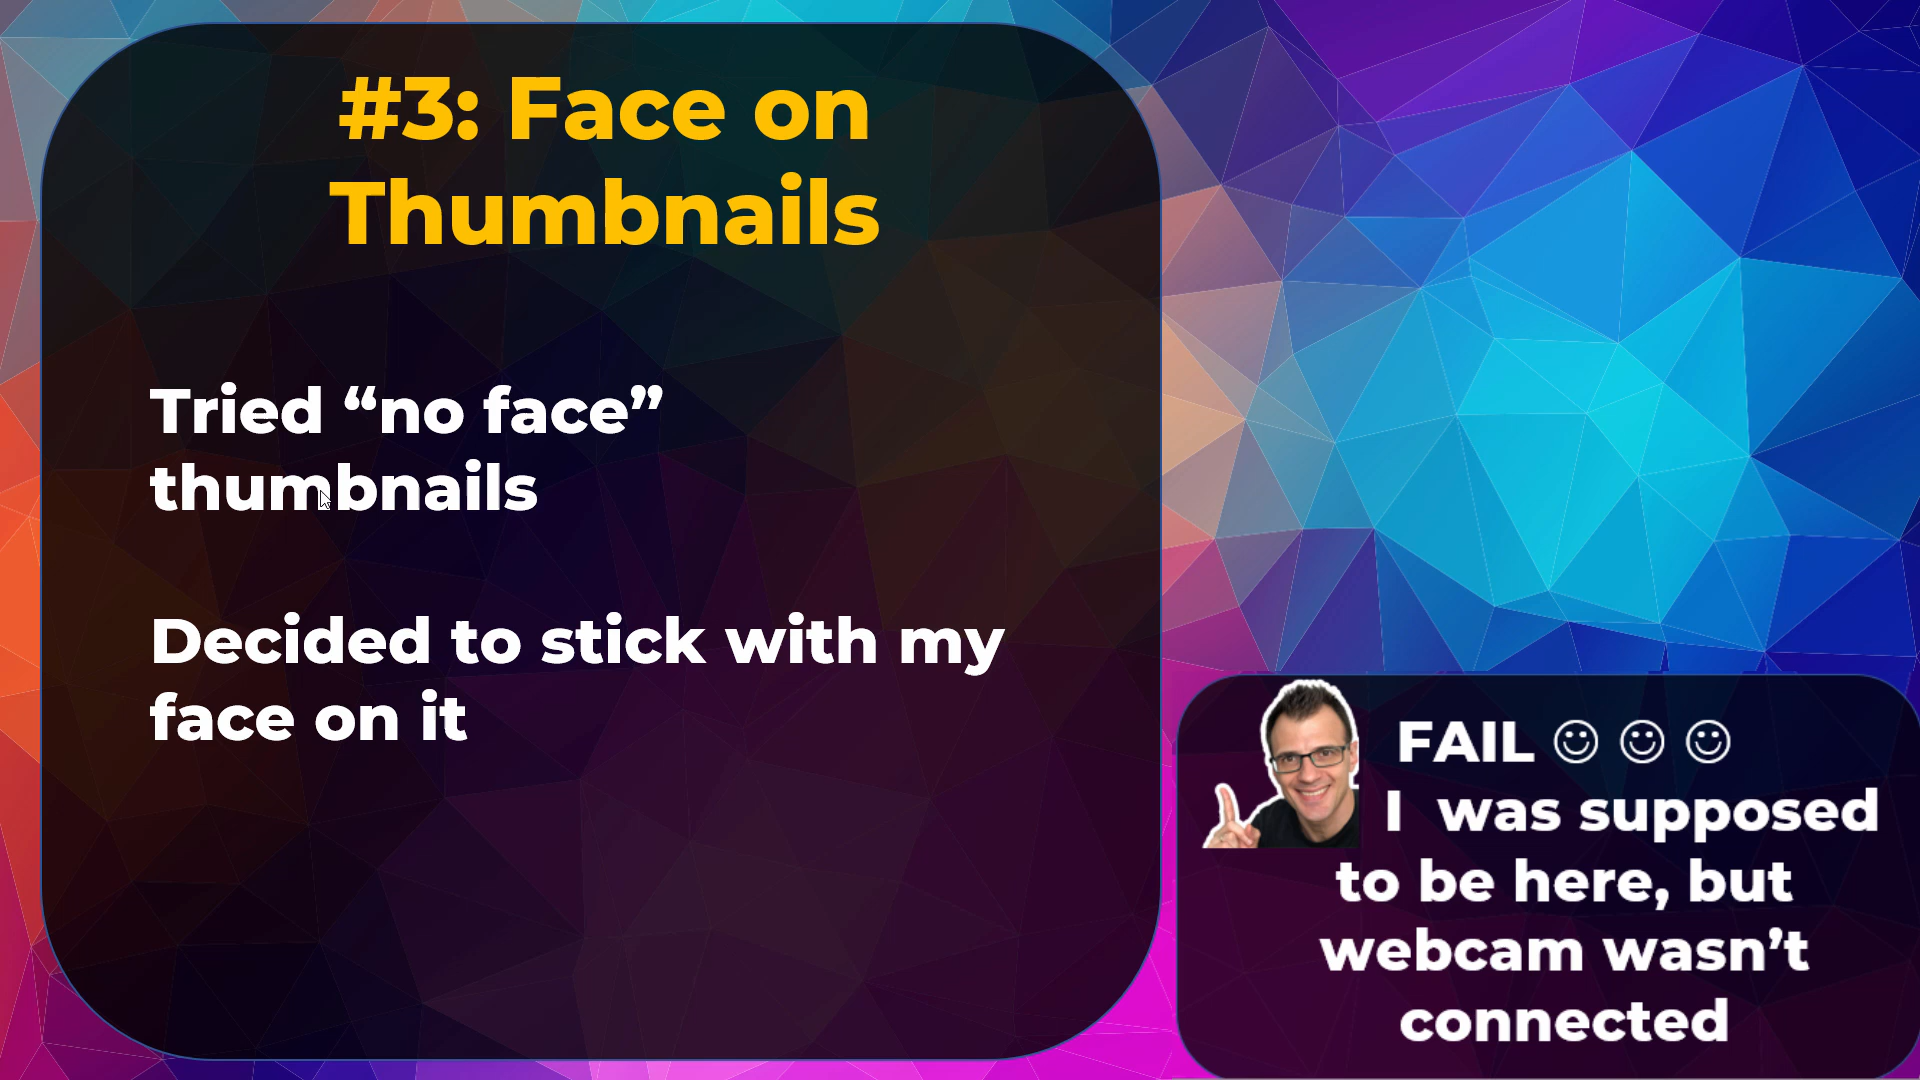 #3: Face on
Thumbnails
Tried “no face”
thumbnails
Decided to stick with my
face on it
FAIL ☺ ☺ ☺
I  was supposed
to be here, but
webcam wasn’t
connected